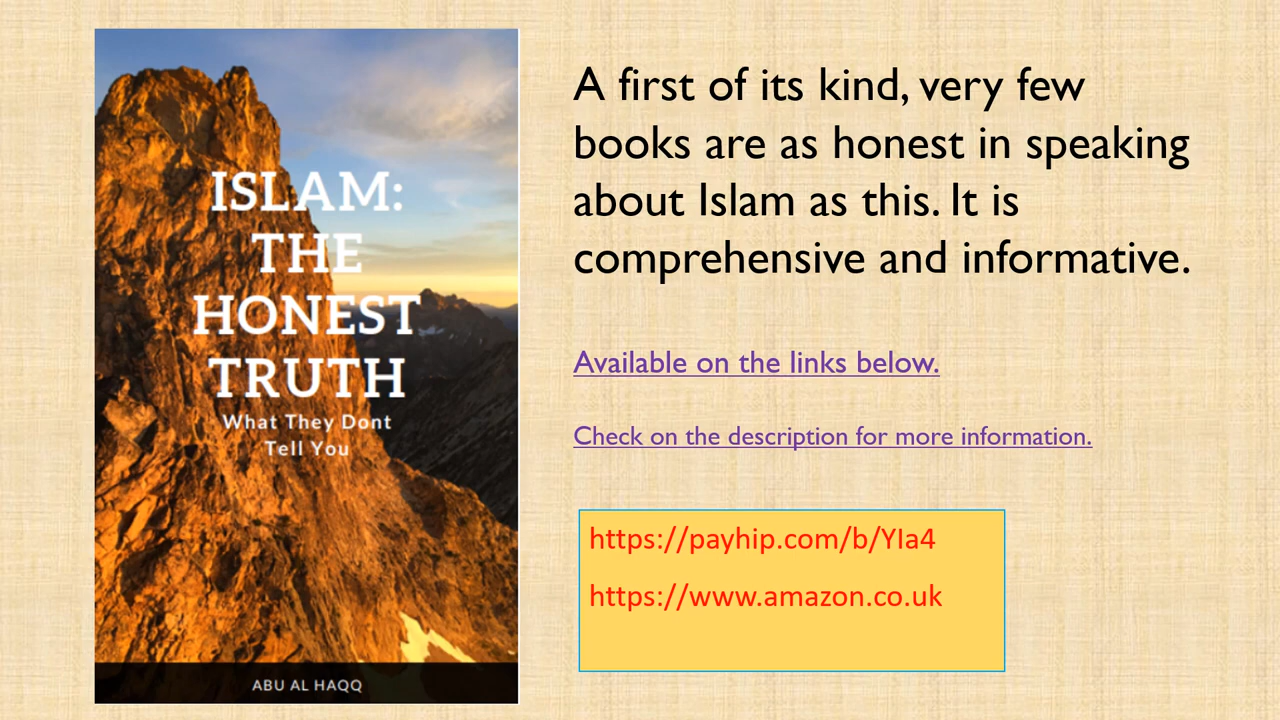 ISLAM:
THE
HONEST
TRUTH
What They Dont
Tell You
ABU AL HAQQ
A first of its kind, very few
books are as honest in speaking
about Islam as this. It is
comprehensive and informative.
Available on the links below.
Check on the description for more information.
https://payhip.com/b/YIa4
https://www.amazon.co.uk